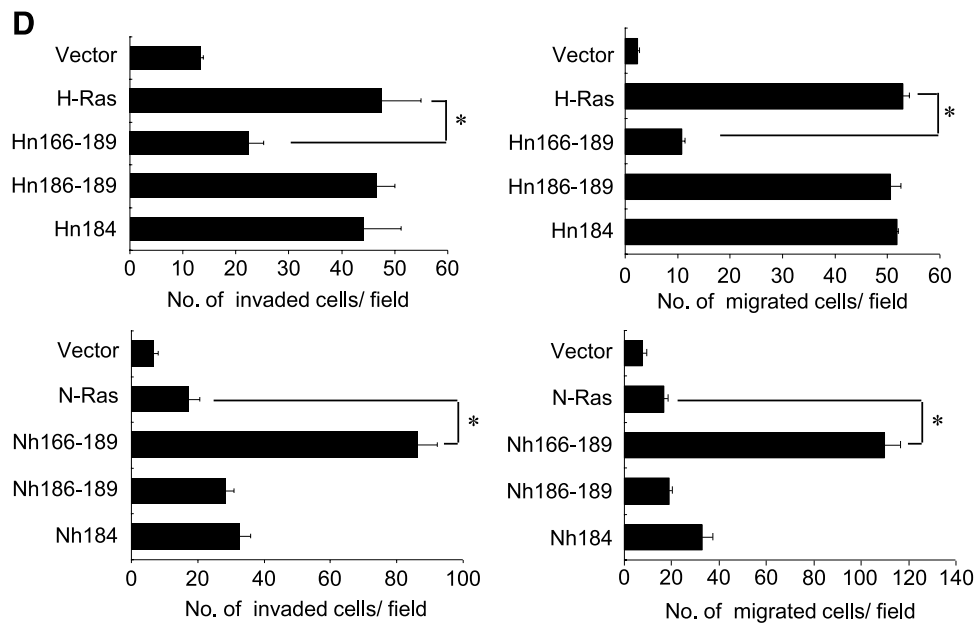 D
Vector
H-Ras
Hn166-189
Hn186-189
Hn184
*
0 10 20 30 40 50 60
No. of invaded cells/ field
Vector
H-Ras
Hn166-189
Hn186-189
Hn184
*
0 10 20 30 40 50 60
No. of migrated cells/ field
Vector
N-Ras
Nh166-189
Nh186-189
Nh184
*
0 20 40 60 80 100
No. of invaded cells/ field
Vector
N-Ras
Nh166-189
Nh186-189
Nh184
*
0 20 40 60 80 100 120 140
No. of migrated cells/ field